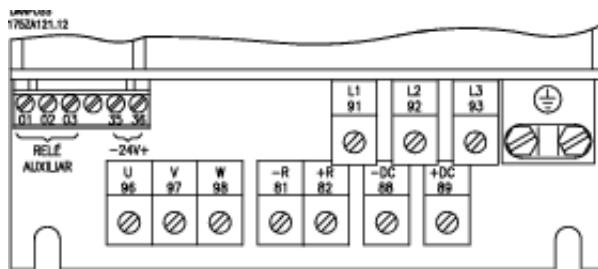 DANFOSS
175ZA121.12
L1 L2 L3
91 92 93
01 02 03 35 36
RELÉ
AUXILIAR
-24V+
U V W -R +R -DC +DC
96 97 98 81 82 88 89